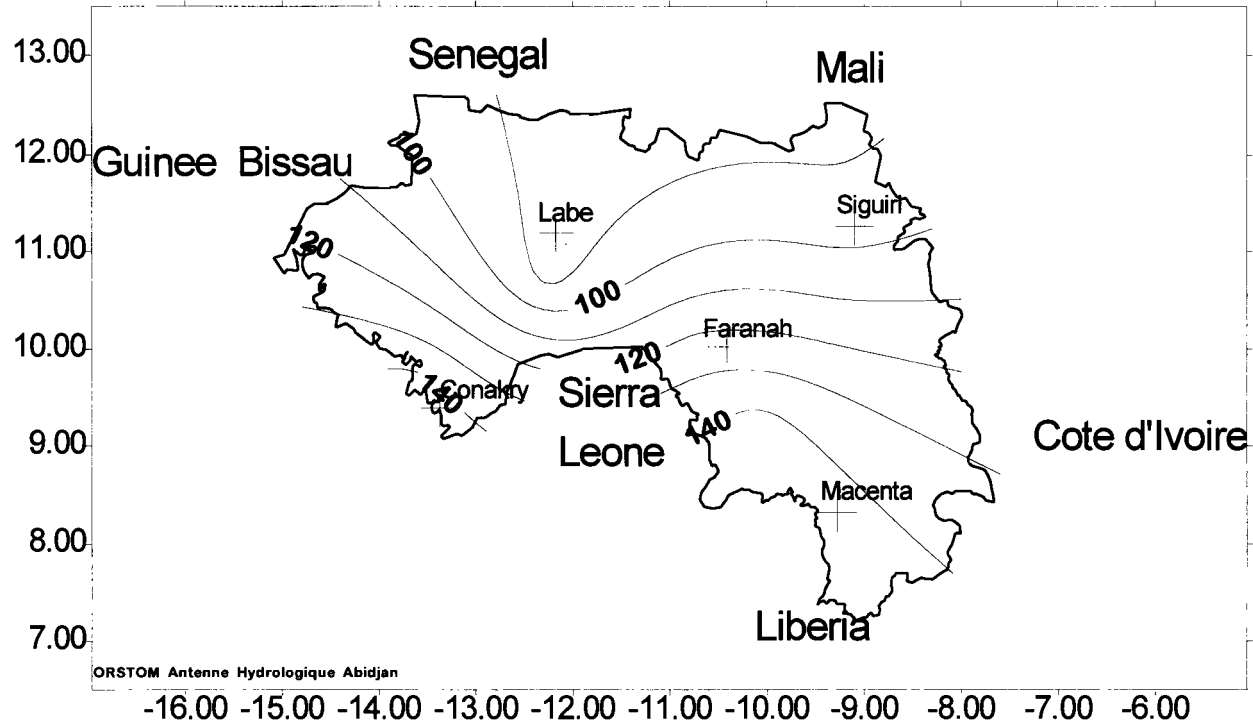 13.00
Senegal
Mali
12.00
100
Guinee Bissau
Siguiri
Labe
11.00
120
100
Faranah
10.00
120
140
Conakry
Sierra
Leone
140
9.00
Cote d'Ivoire
Macenta
8.00
7.00
Liberia
ORSTOM Antenne Hydrologique Abidjan
-16.00 -15.00 -14.00 -13.00 -12.00 -11.00 -10.00 -9.00 -8.00 -7.00 -6.00